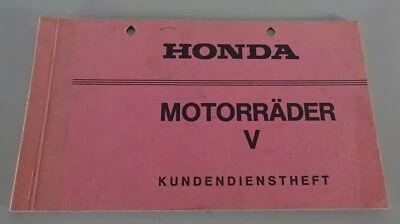 HONDA
MOTORRÄDER
V
KUNDENDIENSTHEFT